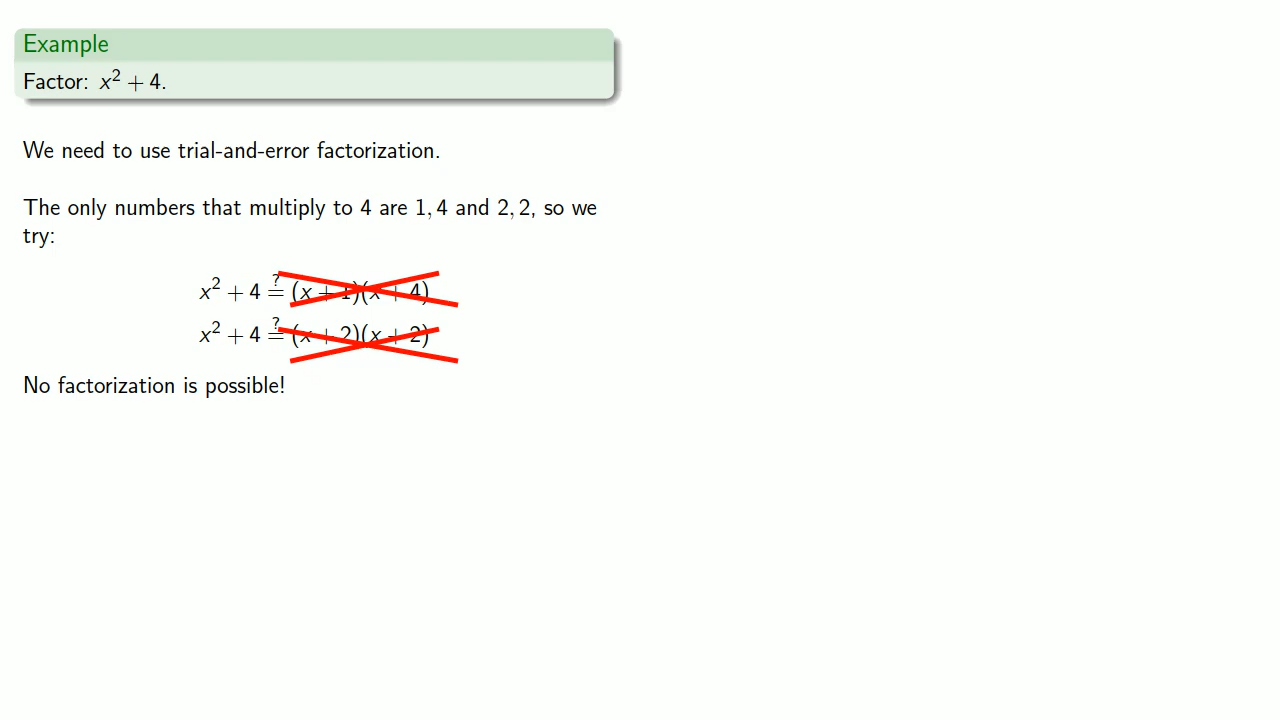 Example
Factor: x² + 4.
We need to use trial-and-error factorization.
The only numbers that multiply to 4 are 1, 4 and 2, 2, so we
try:
x² + 4 ≟ (x + 1)(x + 4)
x² + 4 ≟ (x + 2)(x + 2)
No factorization is possible!